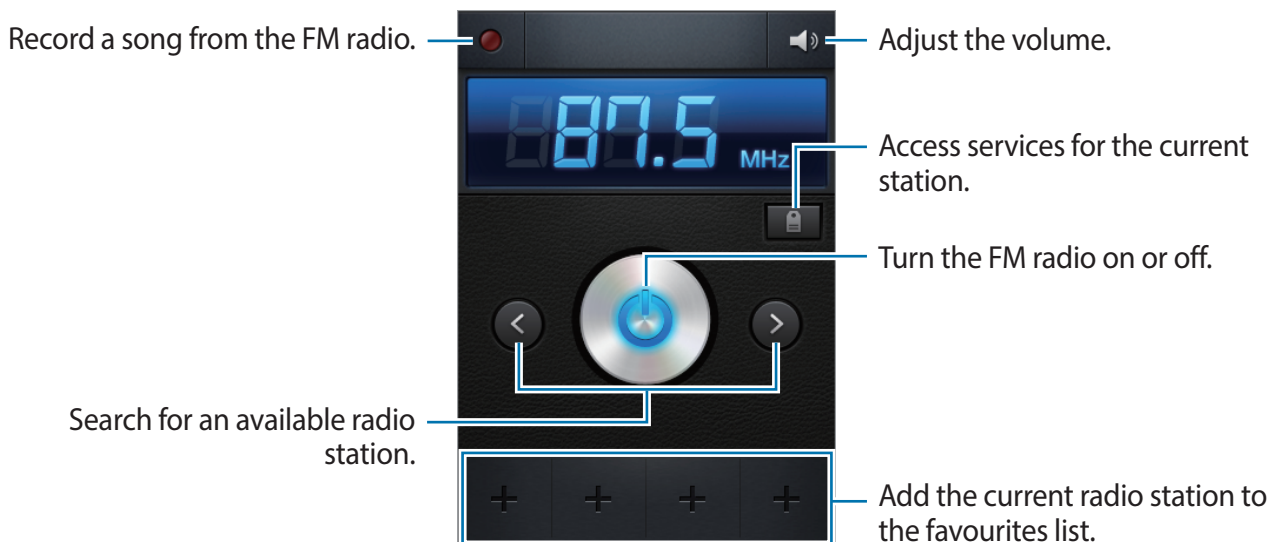 Record a song from the FM radio.
Adjust the volume.
87.5 MHz
Access services for the current
station.
Turn the FM radio on or off.
Search for an available radio
station.
Add the current radio station to
the favourites list.